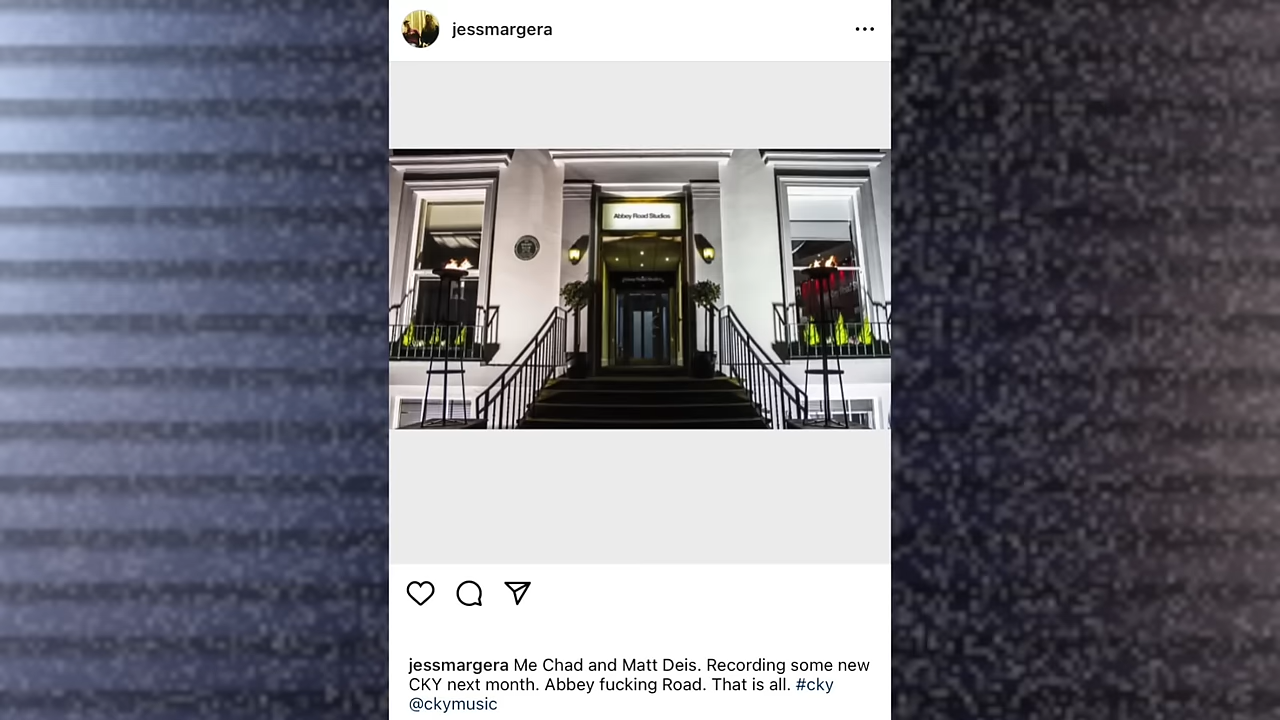 jessmargera
Abbey Road Studios
jessmargera Me Chad and Matt Deis. Recording some new
CKY next month. Abbey fucking Road. That is all. #cky
@ckymusic